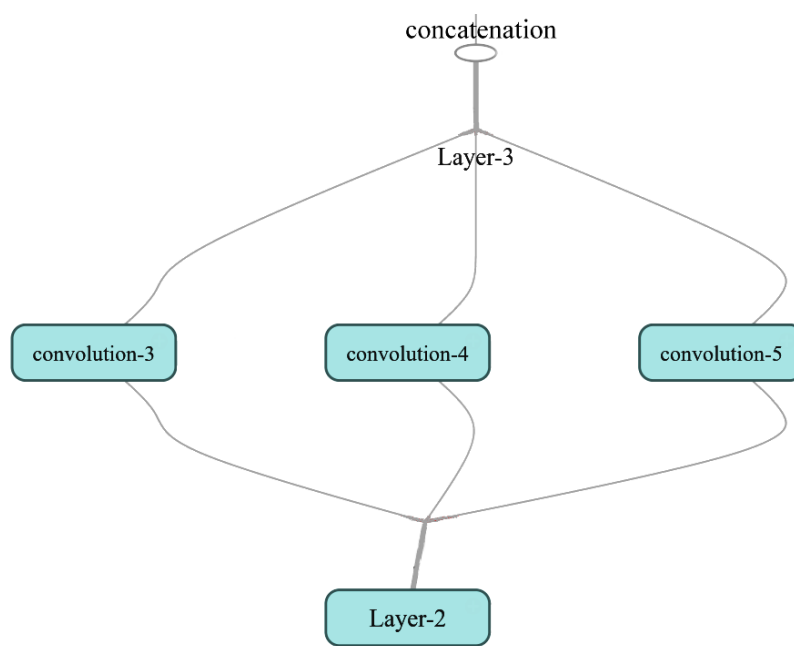 concatenation
Layer-3
convolution-3
convolution-4
convolution-5
Layer-2